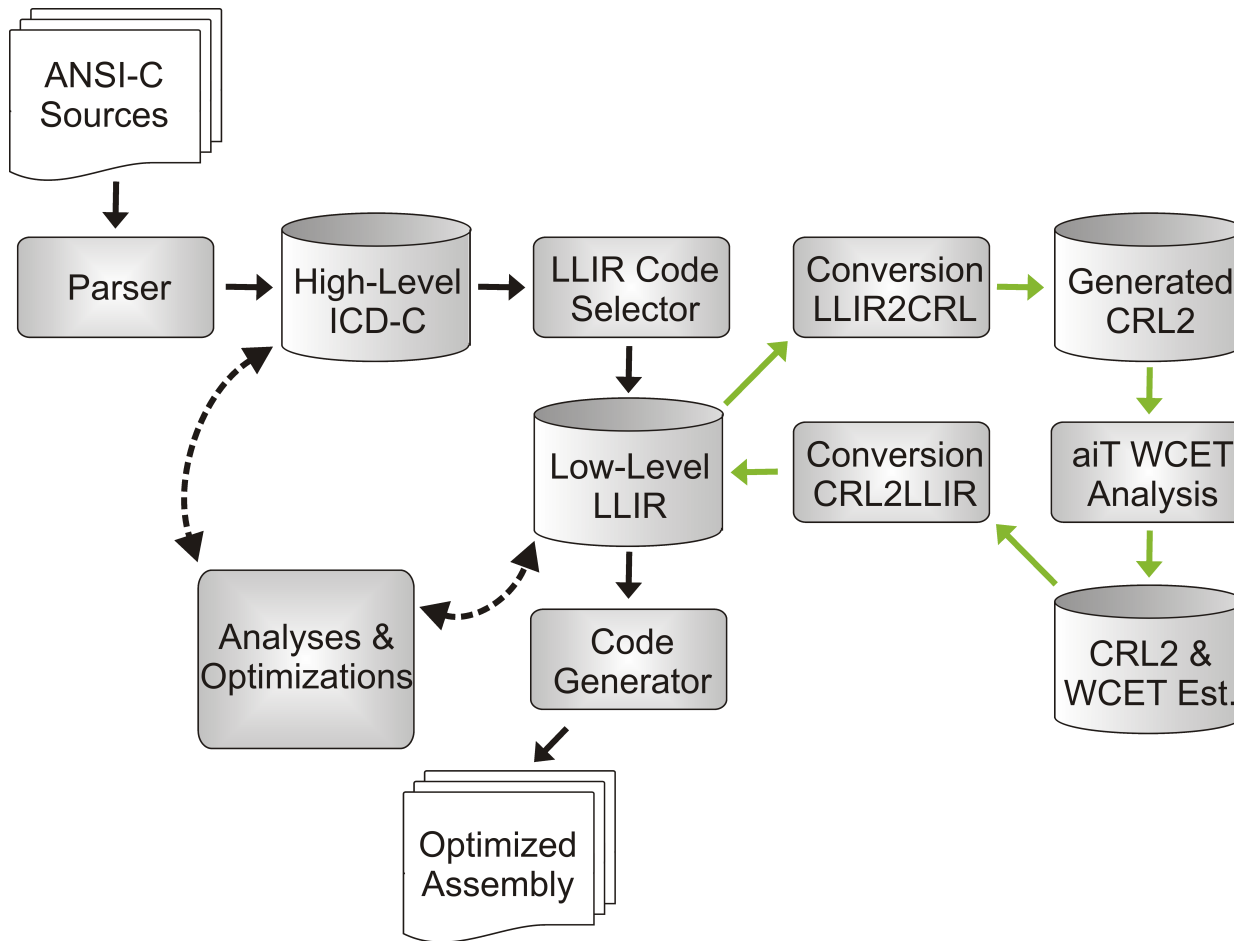 ANSI-C
Sources
Parser
High-Level
ICD-C
LLIR Code
Selector
Conversion
LLIR2CRL
Generated
CRL2
Low-Level
LLIR
Conversion
CRL2LLIR
aiT WCET
Analysis
Analyses &
Optimizations
Code
Generator
CRL2 &
WCET Est.
Optimized
Assembly